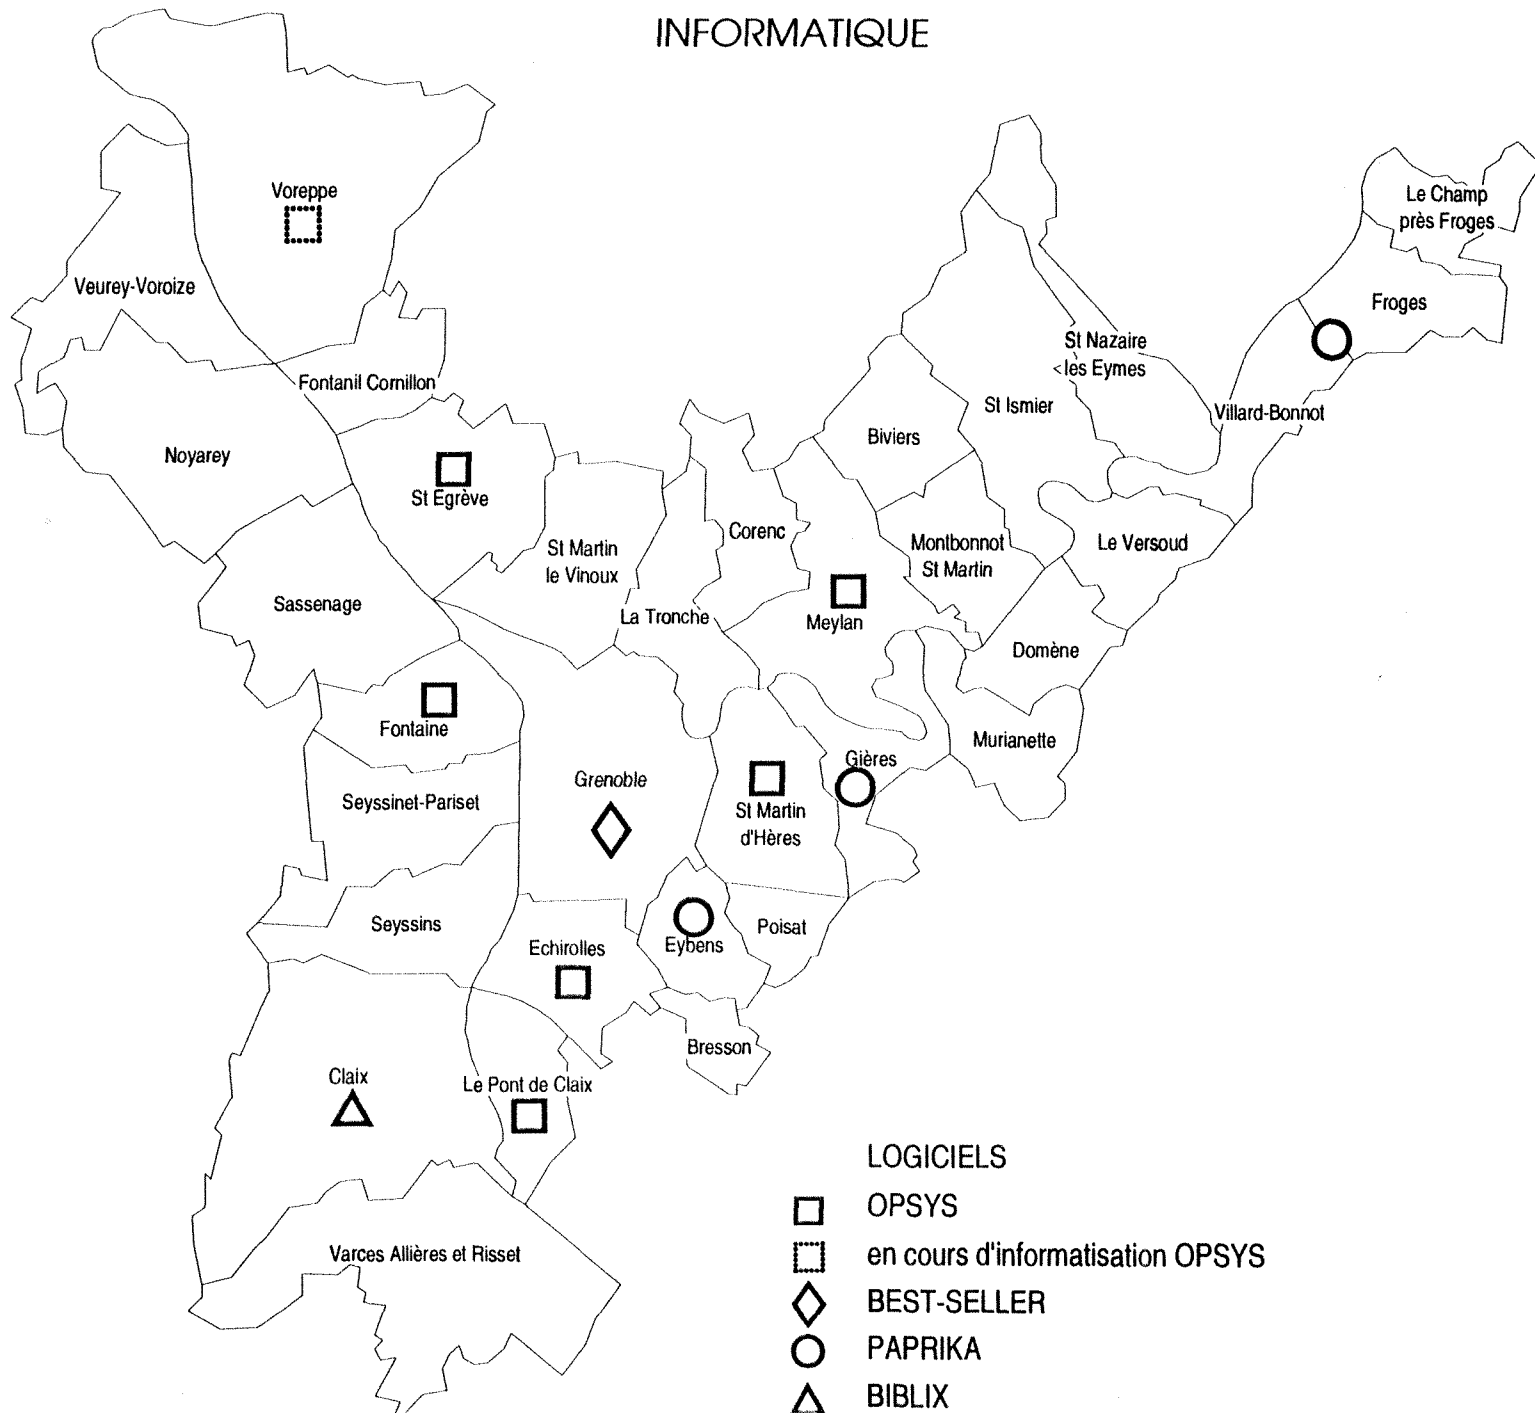 INFORMATIQUE
Voreppe
Le Champ
près Froges
Veurey-Voroize
Froges
St Nazaire
les Eymes
Fontanil Cornillon
St Ismier
Villard-Bonnot
Biviers
Noyarey
St Egrève
Corenc
Montbonnot
St Martin
Le Versoud
St Martin
le Vinoux
Sassenage
La Tronche
Meylan
Domène
Fontaine
Murianette
Gières
Grenoble
Seyssinet-Pariset
St Martin
d'Hères
Seyssins
Poisat
Echirolles
Eybens
Bresson
Claix
Le Pont de Claix
Varces Allières et Risset
LOGICIELS
OPSYS
en cours d'informatisation OPSYS
BEST-SELLER
PAPRIKA
BIBLIX